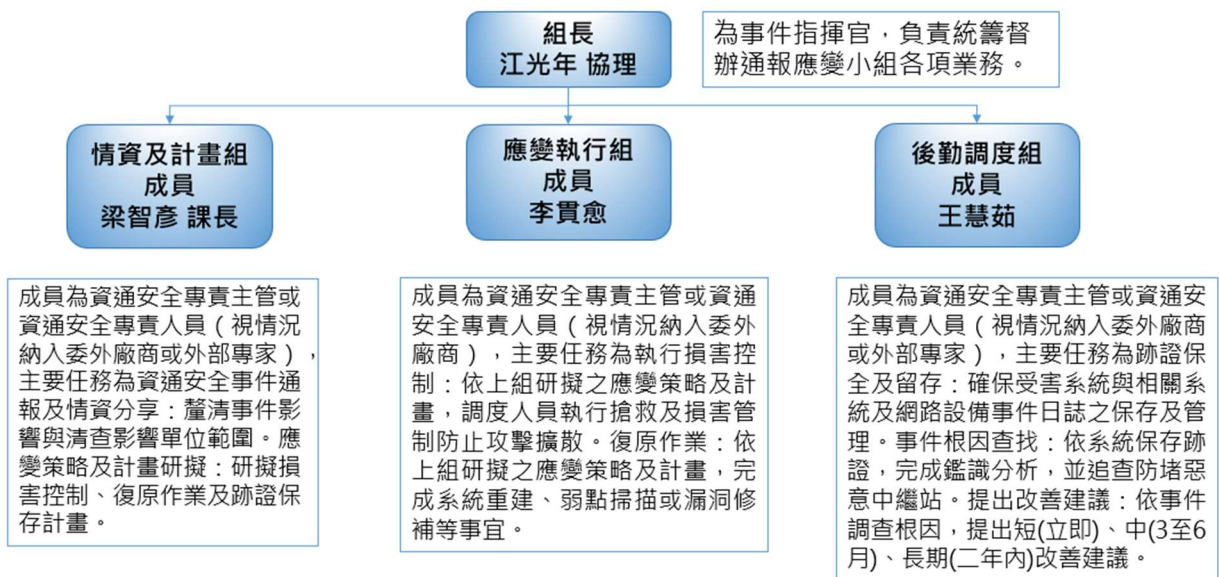 組長
江光年 協理
為事件指揮官，負責統籌督
辦通報應變小組各項業務。
情資及計畫組
成員
梁智彥 課長
應變執行組
成員
李貫愈
後勤調度組
成員
王慧茹
成員為資通安全專責主管或
資通安全專責人員（視情況
納入委外廠商或外部專家），
主要任務為資通安全事件通
報及情資分享：釐清事件影
響與清查影響單位範圍。應
變策略及計畫研擬：研擬損
害控制、復原作業及跡證保
存計畫。
成員為資通安全專責主管或資通
安全專責人員（視情況納入委外
廠商），主要任務為執行損害控
制：依上組研擬之應變策略及計
畫，調度人員執行搶救及損害管
制防止攻擊擴散。復原作業：依
上組研擬之應變策略及計畫，完
成系統重建、弱點掃描或漏洞修
補等事宜。
成員為資通安全專責主管或資通安
全專責人員（視情況納入委外廠商
或外部專家），主要任務為跡證保
全及留存：確保受害系統與相關系
統及網路設備事件日誌之保存及管
理。事件根因查找：依系統保存跡
證，完成鑑識分析，並追查防堵惡
意中繼站。提出改善建議：依事件
調查根因，提出短(立即)、中(3至6
月)、長期(二年內)改善建議。